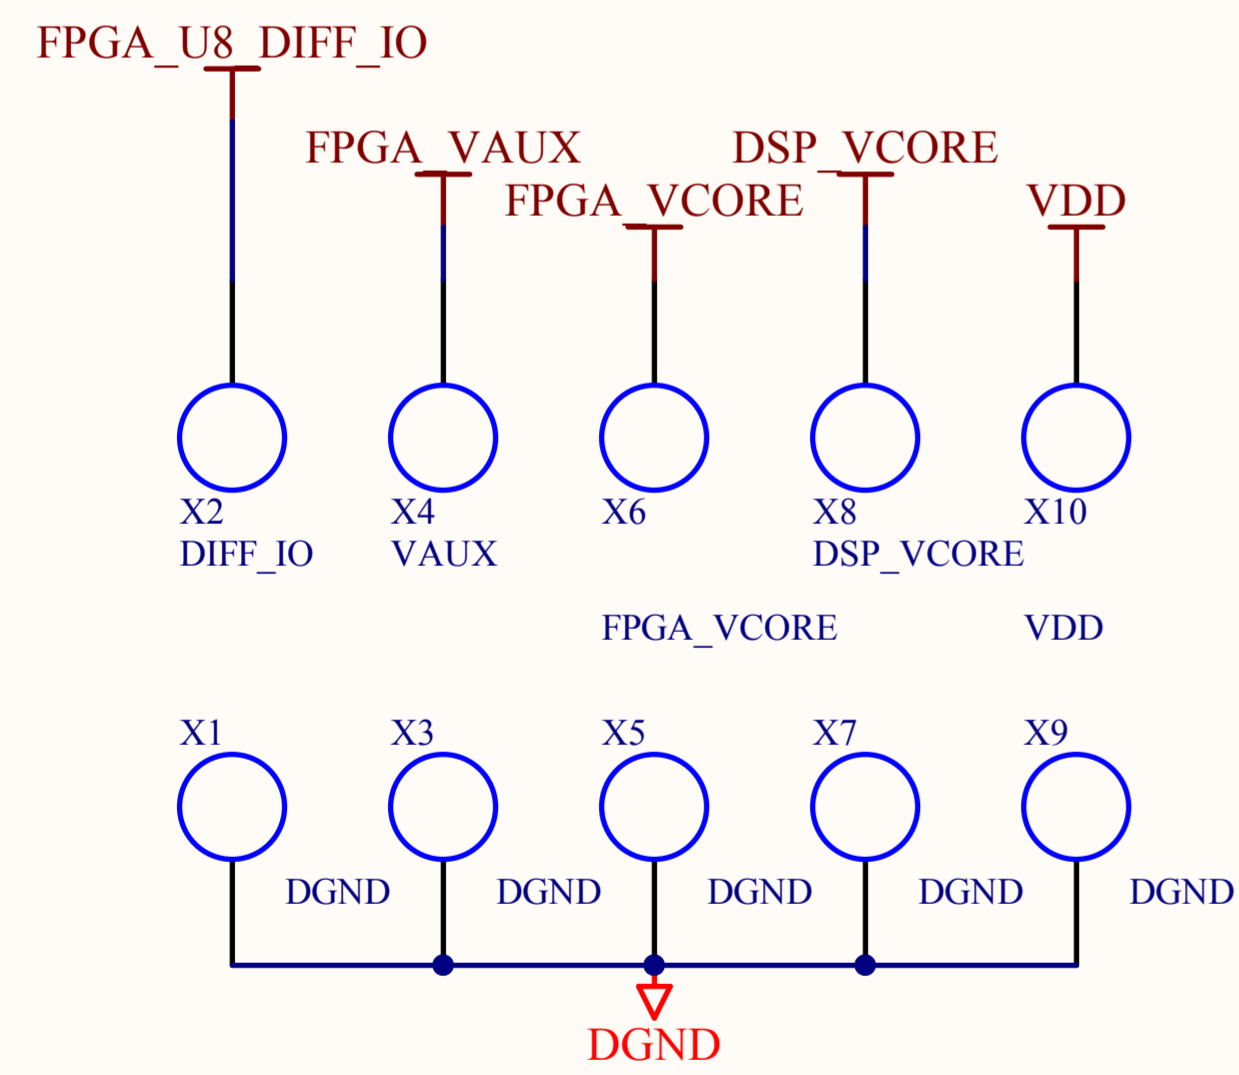 FPGA_U8_DIFF_IO
FPGA_VAUX
DSP_VCORE
FPGA_VCORE
VDD
X2
X4
X6
X8
X10
DIFF_IO
VAUX
DSP_VCORE
FPGA_VCORE
VDD
X1
X3
X5
X7
X9
DGND
DGND
DGND
DGND
DGND
DGND